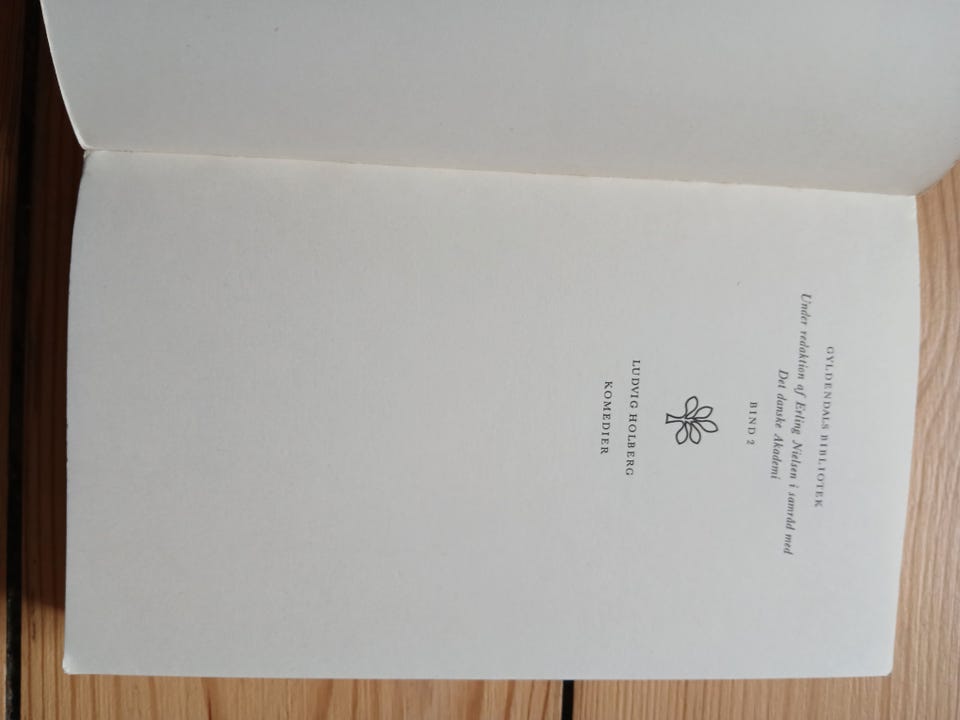 GYLDENDALS BIBLIOTEK
Under redaktion af Erling Nielsen i samråd med
Det danske Akademi
BIND 2
LUDVIG HOLBERG
KOMEDIER